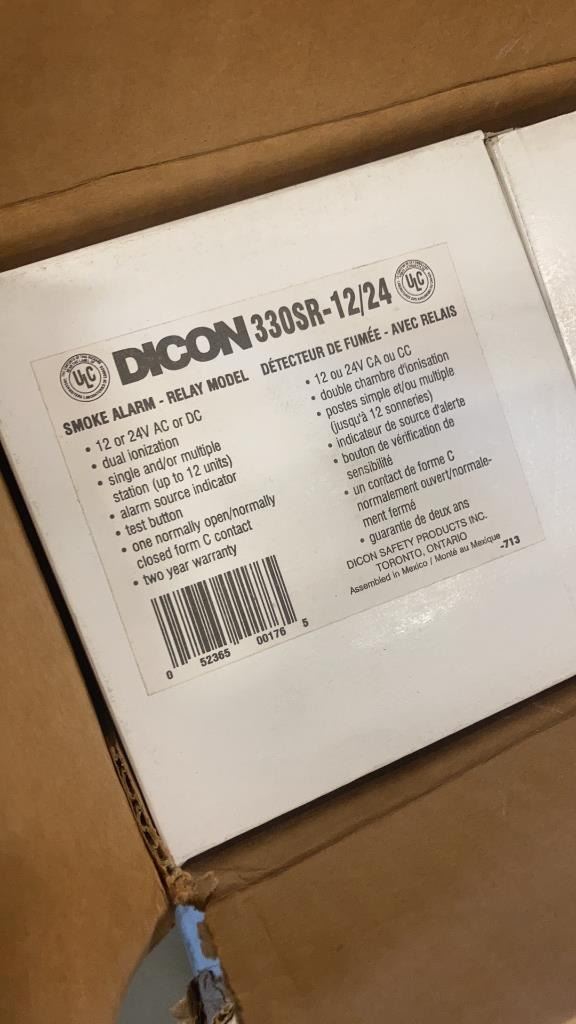 DICON 330SR-12/24
SMOKE ALARM - RELAY MODEL
• 12 or 24V AC or DC
• dual ionization
• single and/or multiple
station (up to 12 units)
• alarm source indicator
• test button
• one normally open/normally
closed form C contact
• two year warranty
0 52365 00176 5
DÉTECTEUR DE FUMÉE - AVEC RELAIS
• 12 ou 24V CA ou CC
• double chambre d'ionisation
• postes simple et/ou multiple
(jusqu'à 12 sonneries)
• indicateur de source d'alerte
• bouton de vérification de
sensibilité
• un contact de forme C
normalement ouvert/normale-
ment fermé
• guarantie de deux ans
DICON SAFETY PRODUCTS INC.
TORONTO, ONTARIO
Assembled in Mexico / Monté au Mexique
-713
ULC
ULC